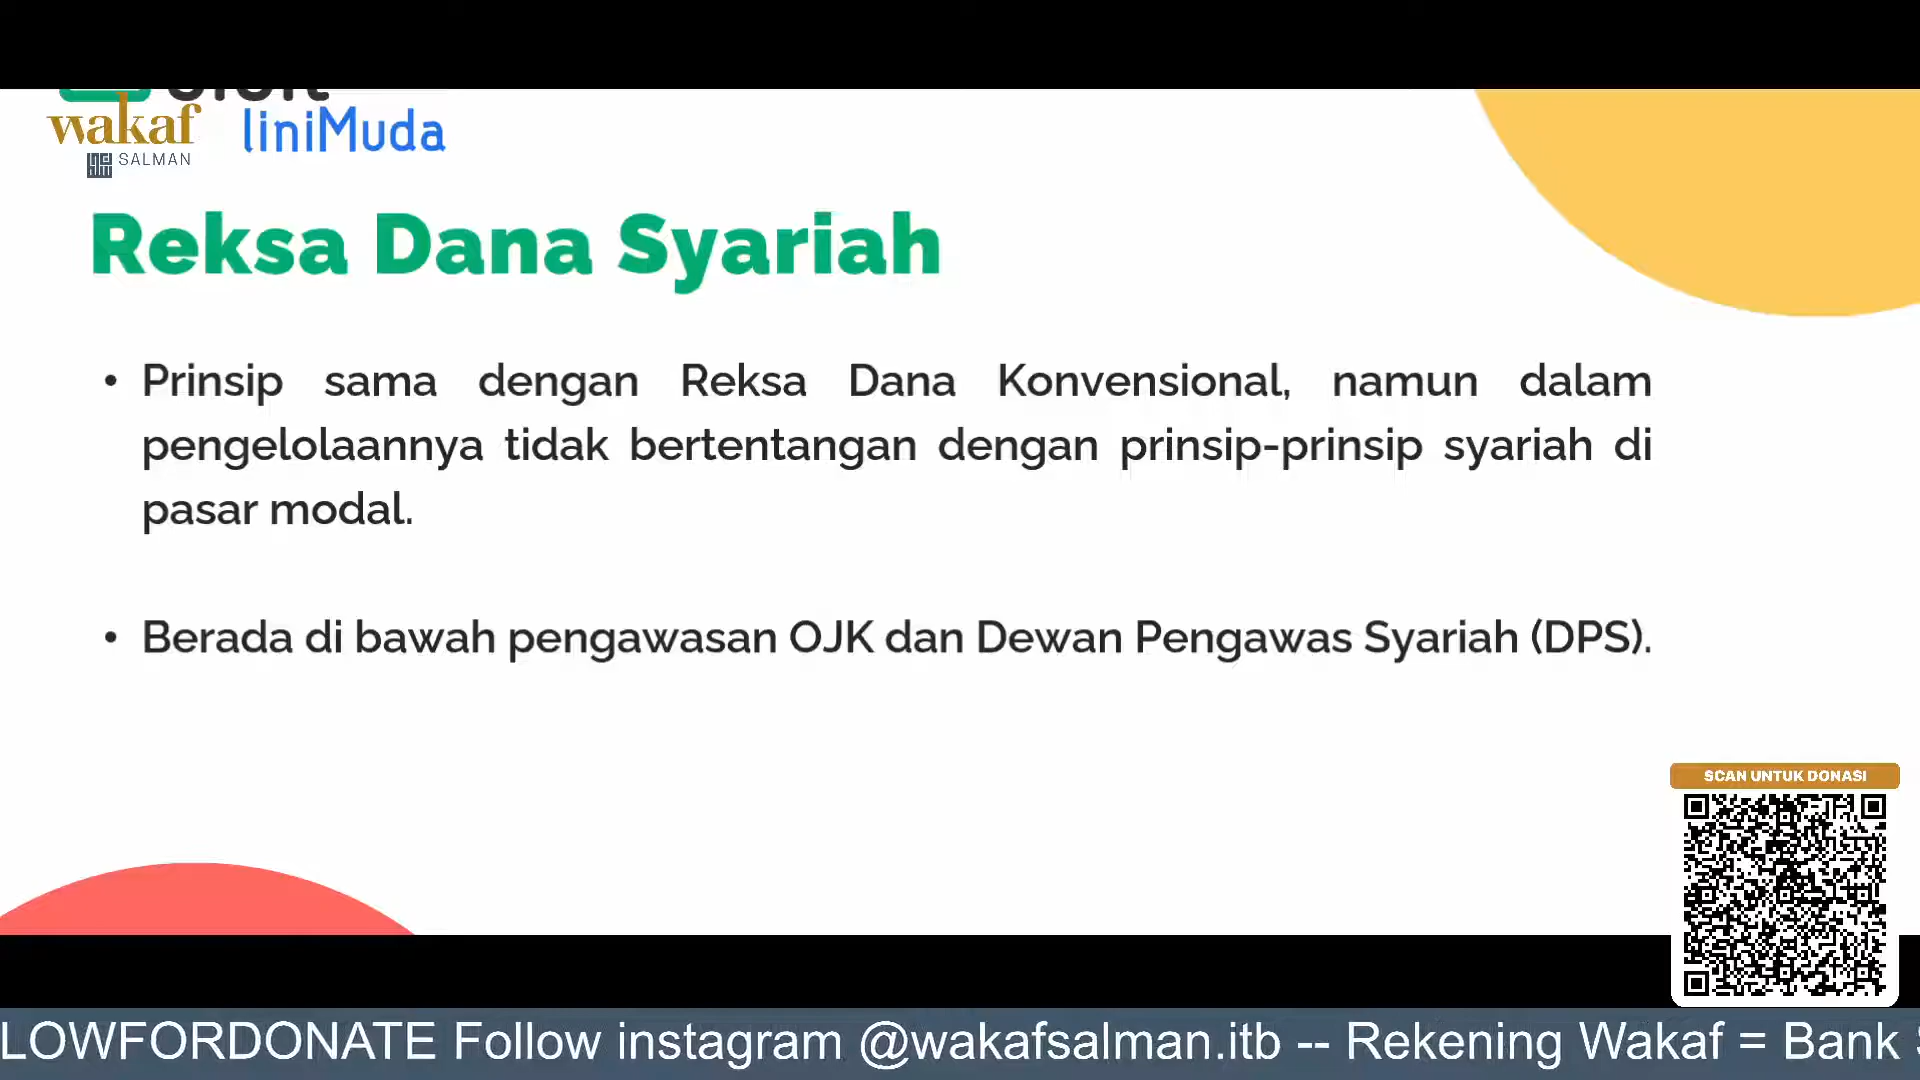 wakaf
SALMAN
liniMuda
Reksa Dana Syariah
• Prinsip sama dengan Reksa Dana Konvensional, namun dalam
pengelolaannya tidak bertentangan dengan prinsip-prinsip syariah di
pasar modal.
• Berada di bawah pengawasan OJK dan Dewan Pengawas Syariah (DPS).
SCAN UNTUK DONASI
LOWFORDONATE Follow instagram @wakafsalman.itb -- Rekening Wakaf = Bank